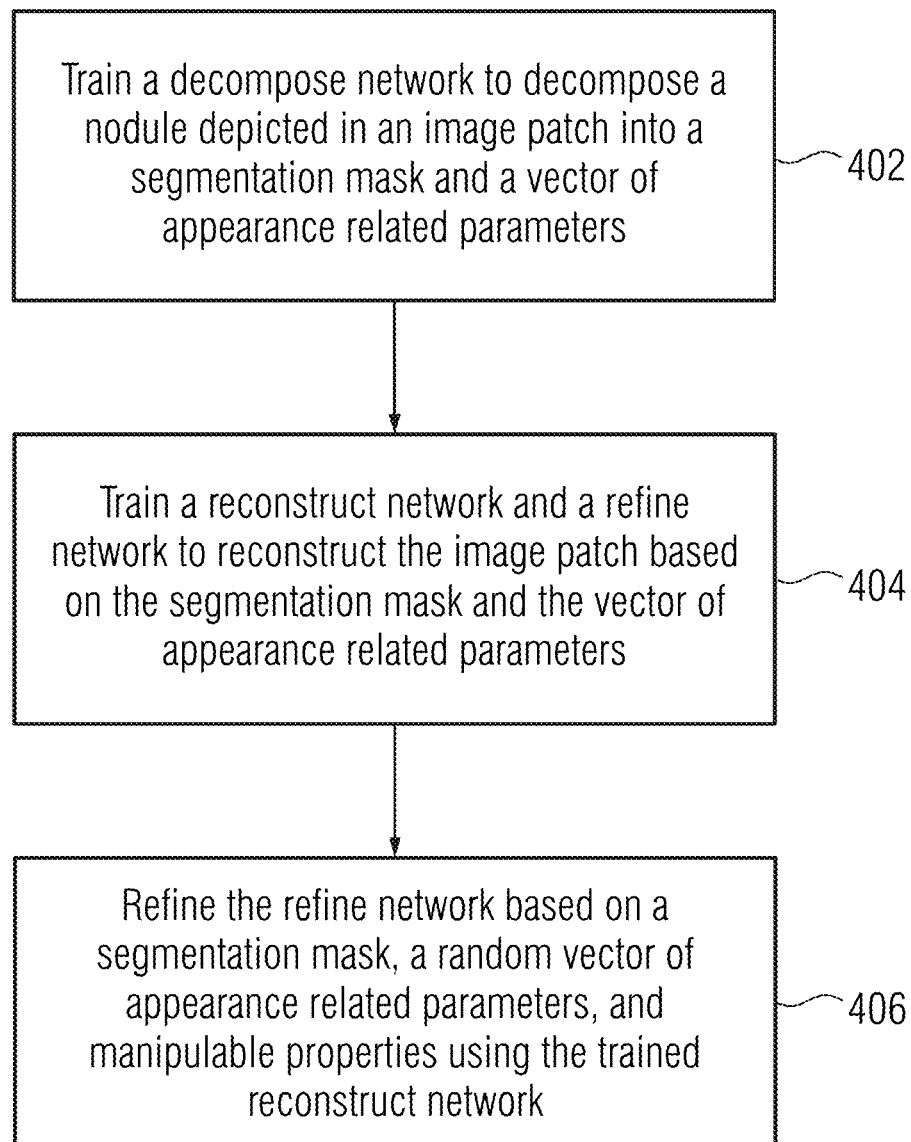 Train a decompose network to decompose a
nodule depicted in an image patch into a
segmentation mask and a vector of
appearance related parameters
402
Train a reconstruct network and a refine
network to reconstruct the image patch based
on the segmentation mask and the vector of
appearance related parameters
404
Refine the refine network based on a
segmentation mask, a random vector of
appearance related parameters, and
manipulable properties using the trained
reconstruct network
406